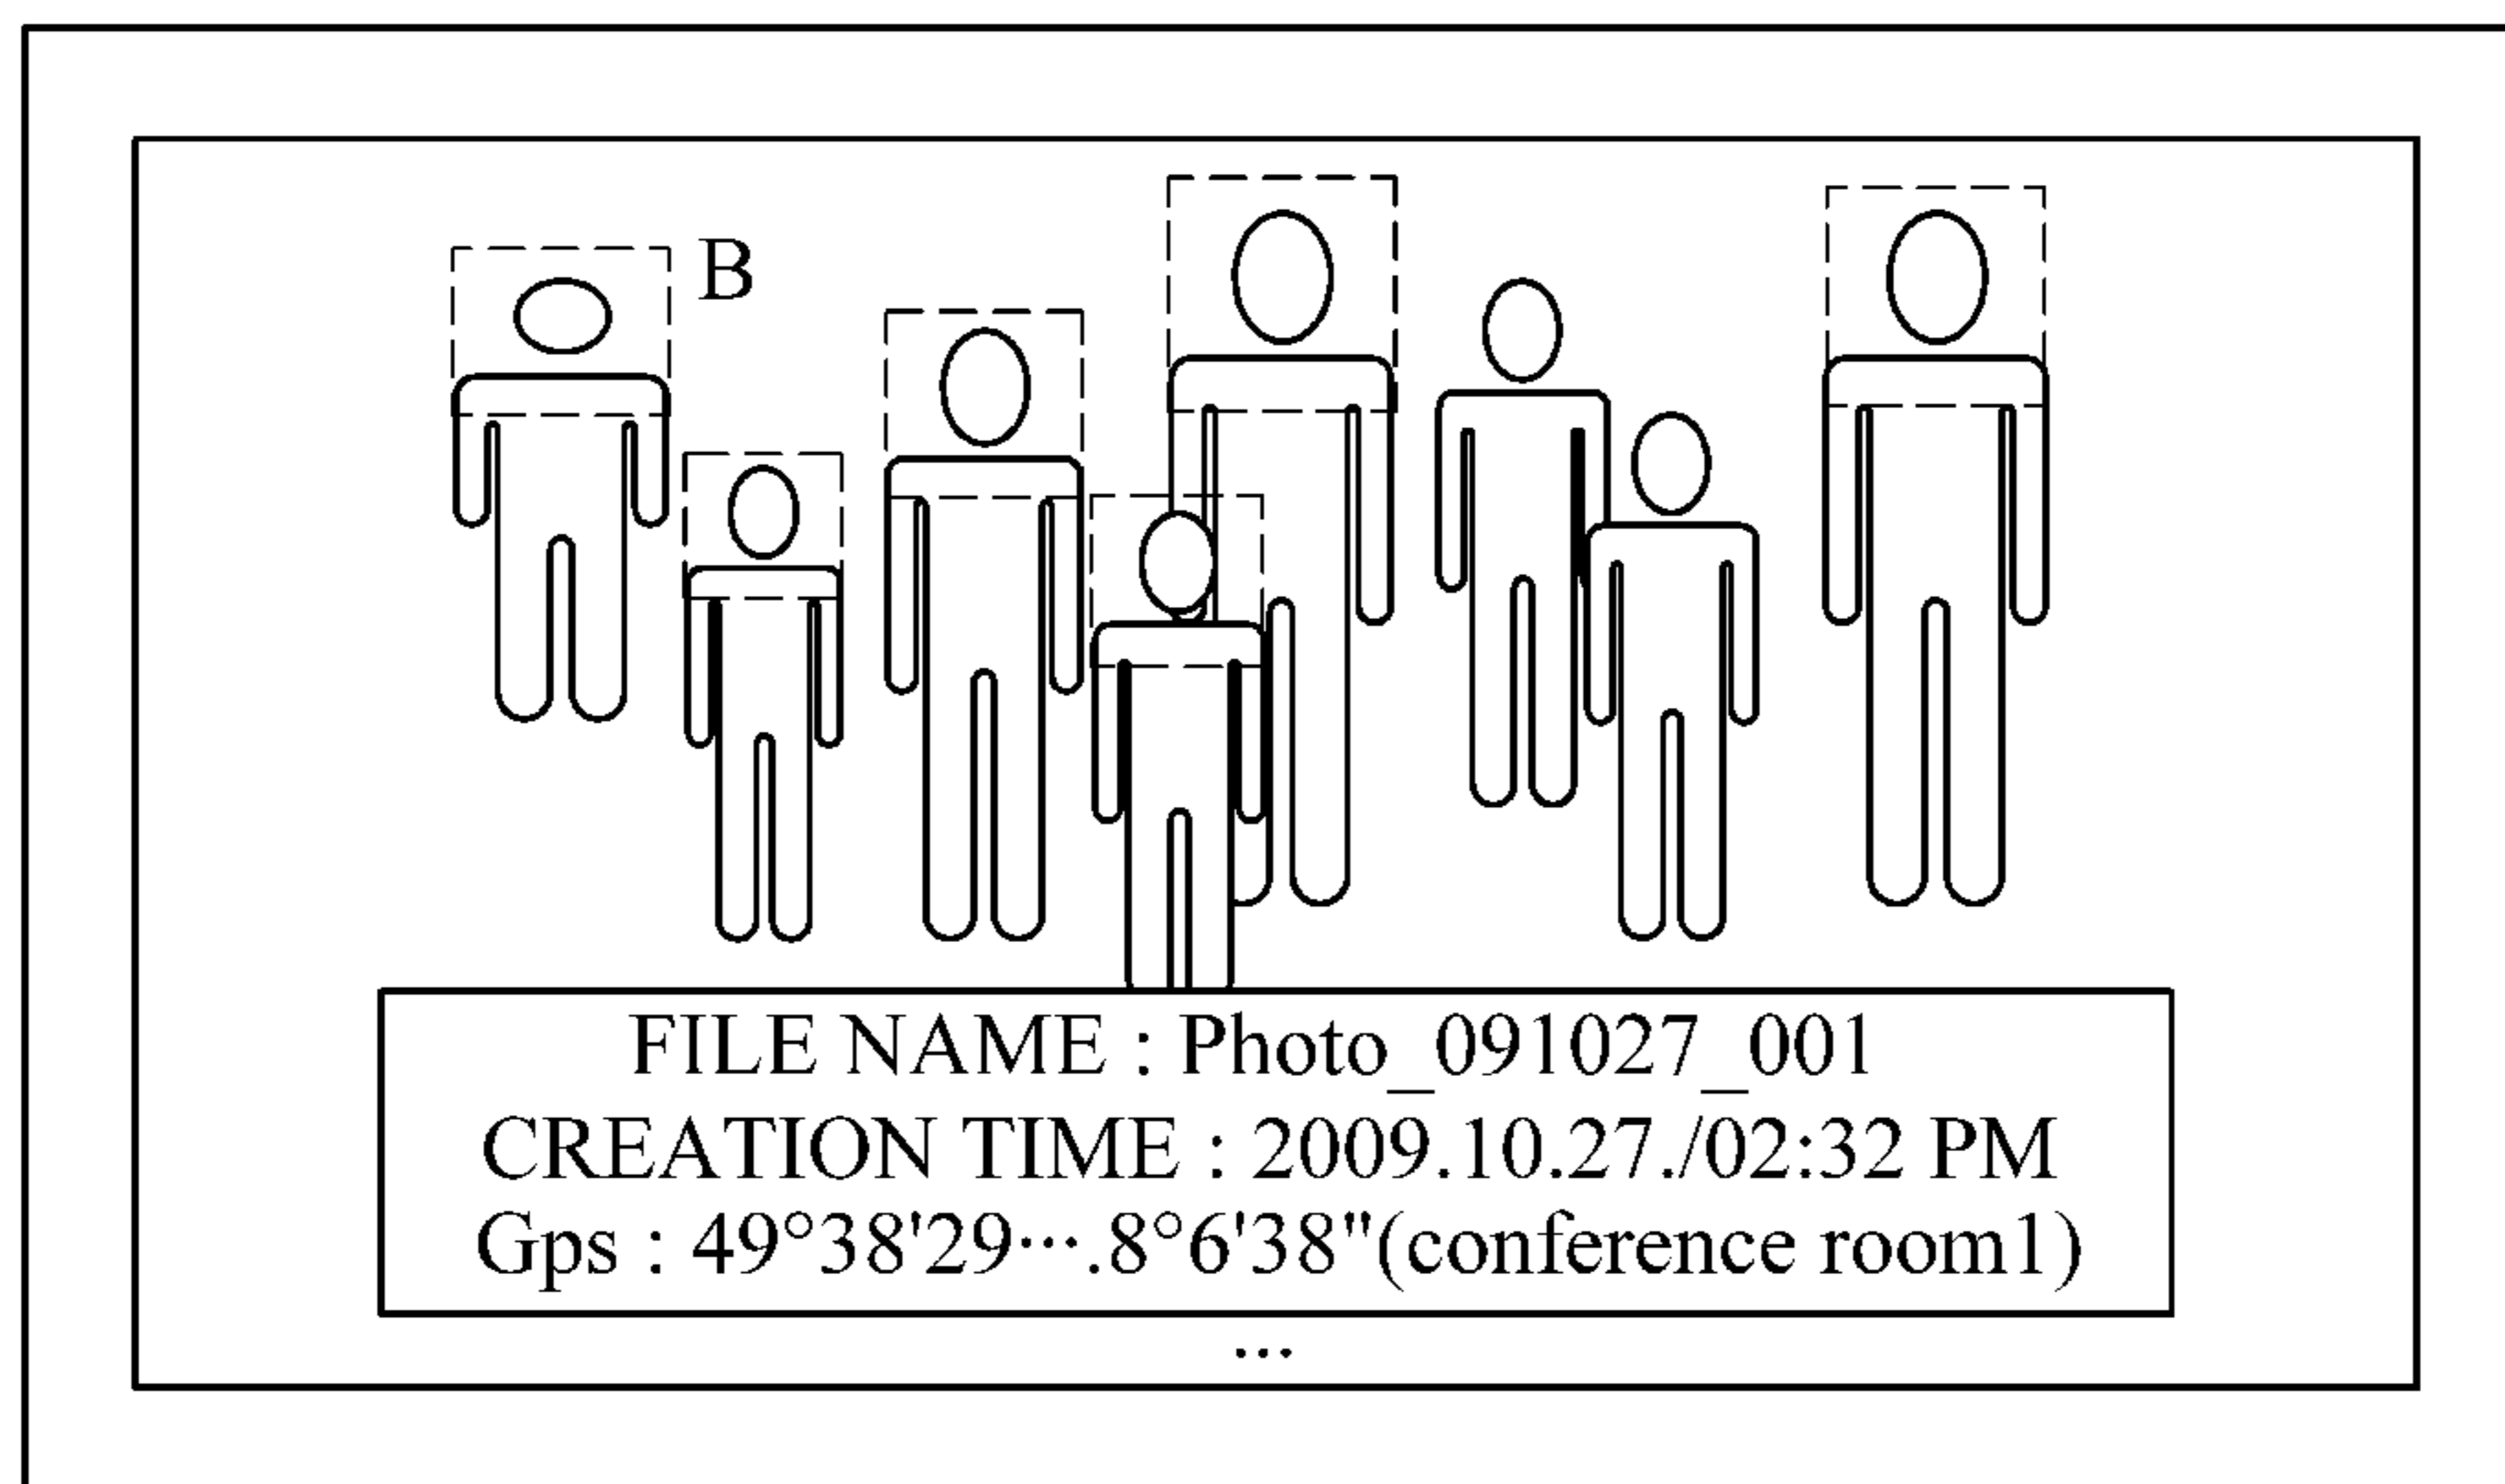 B
FILE NAME : Photo_091027_001
CREATION TIME : 2009.10.27./02:32 PM
Gps : 49°38'29⋯.8°6'38"(conference room1)
...